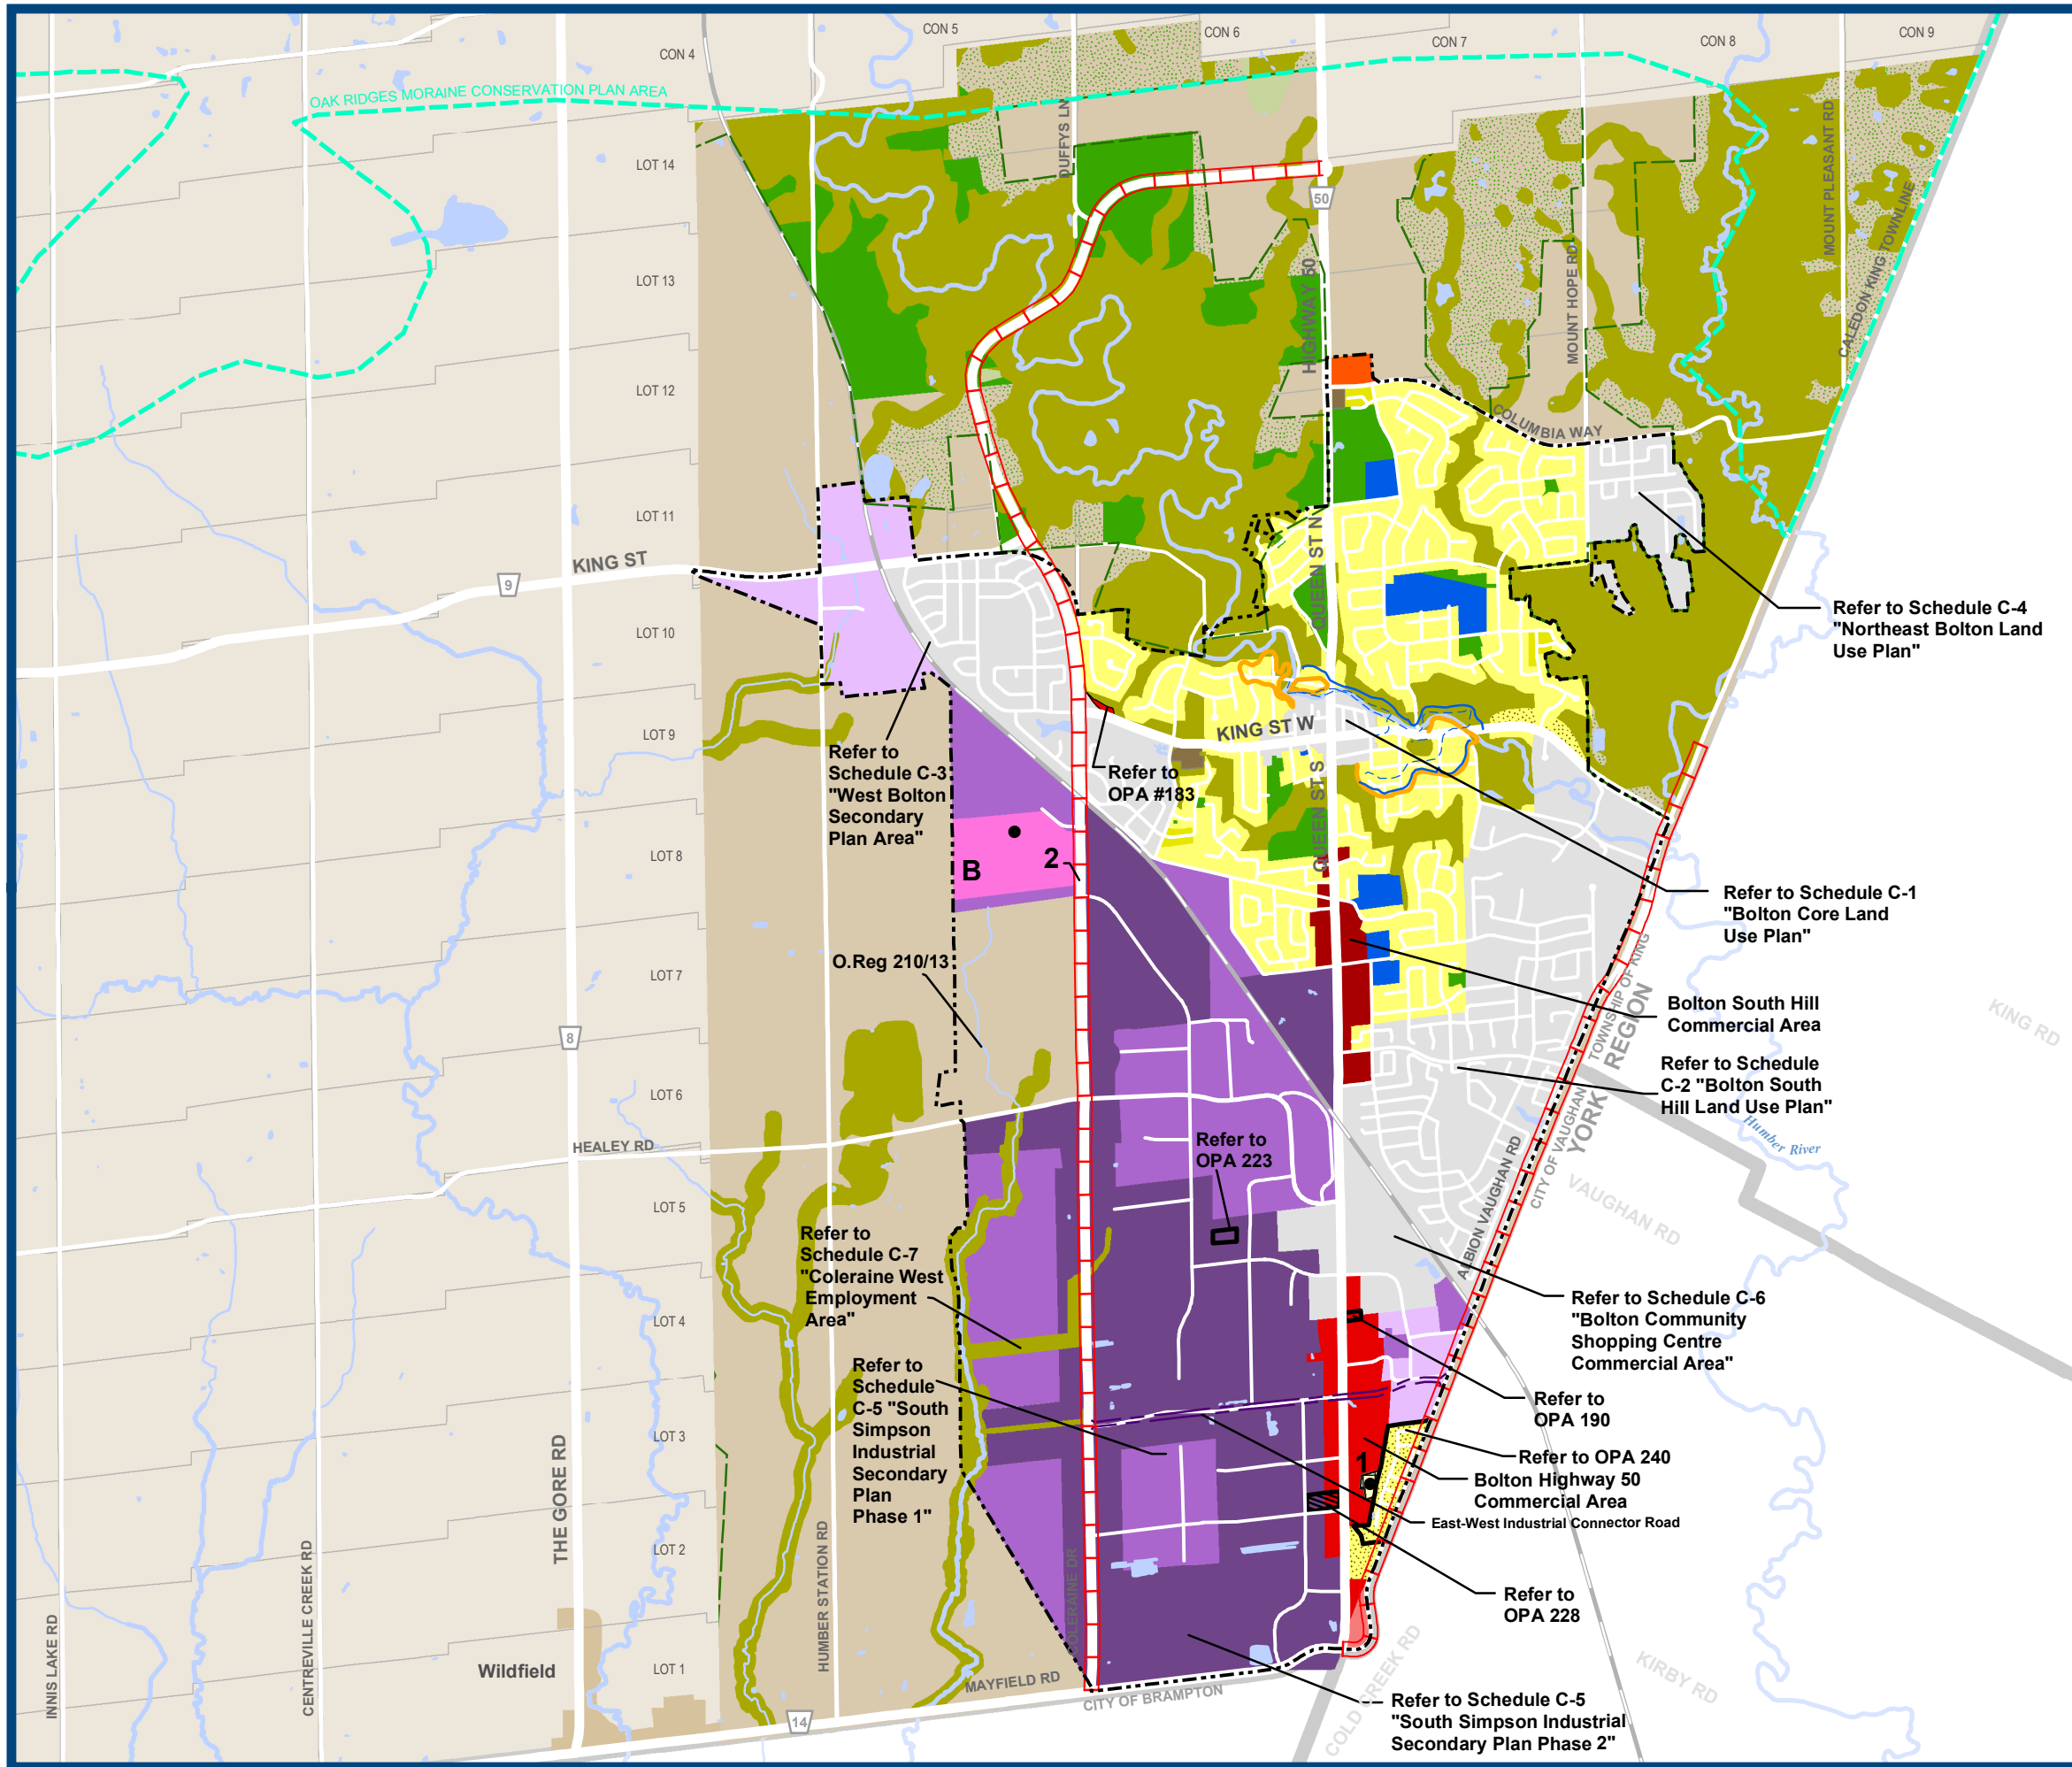 CON 4
CON 5
CON 6
CON 7
CON 8
CON 9
OAK RIDGES MORAINE CONSERVATION PLAN AREA
DUFFYS LN
MOUNT PLEASANT RD
CALEDON KING TOWNLINE
MOUNT HOPE RD
HIGHWAY 50
50
LOT 14
LOT 13
LOT 12
LOT 11
LOT 10
LOT 9
LOT 8
LOT 7
LOT 6
LOT 5
LOT 4
LOT 3
LOT 2
LOT 1
COLUMBIA WAY
KING ST
9
QUEEN ST N
KING ST W
QUEEN ST S
Refer to Schedule C-4
"Northeast Bolton Land
Use Plan"
Refer to
Schedule C-3
"West Bolton
Secondary
Plan Area"
Refer to
OPA #183
B
2
Refer to Schedule C-1
"Bolton Core Land
Use Plan"
O.Reg 210/13
Bolton South Hill
Commercial Area
Refer to Schedule
C-2 "Bolton South
Hill Land Use Plan"
TOWNSHIP OF KING
CITY OF VAUGHAN
YORK REGION
KING RD
VAUGHAN RD
Humber River
ALBION VAUGHAN RD
8
HEALEY RD
Refer to
OPA 223
Refer to
Schedule C-7
"Coleraine West
Employment
Area"
Refer to Schedule C-6
"Bolton Community
Shopping Centre
Commercial Area"
Refer to
Schedule
C-5 "South
Simpson
Industrial
Secondary
Plan
Phase 1"
Refer to
OPA 190
Refer to OPA 240
1
Bolton Highway 50
Commercial Area
East-West Industrial Connector Road
Refer to
OPA 228
Refer to Schedule C-5
"South Simpson Industrial
Secondary Plan Phase 2"
INNIS LAKE RD
CENTREVILLE CREEK RD
THE GORE RD
HUMBER STATION RD
COLERAINE DR
Wildfield
14
MAYFIELD RD
CITY OF BRAMPTON
COLD CREEK RD
KIRBY RD